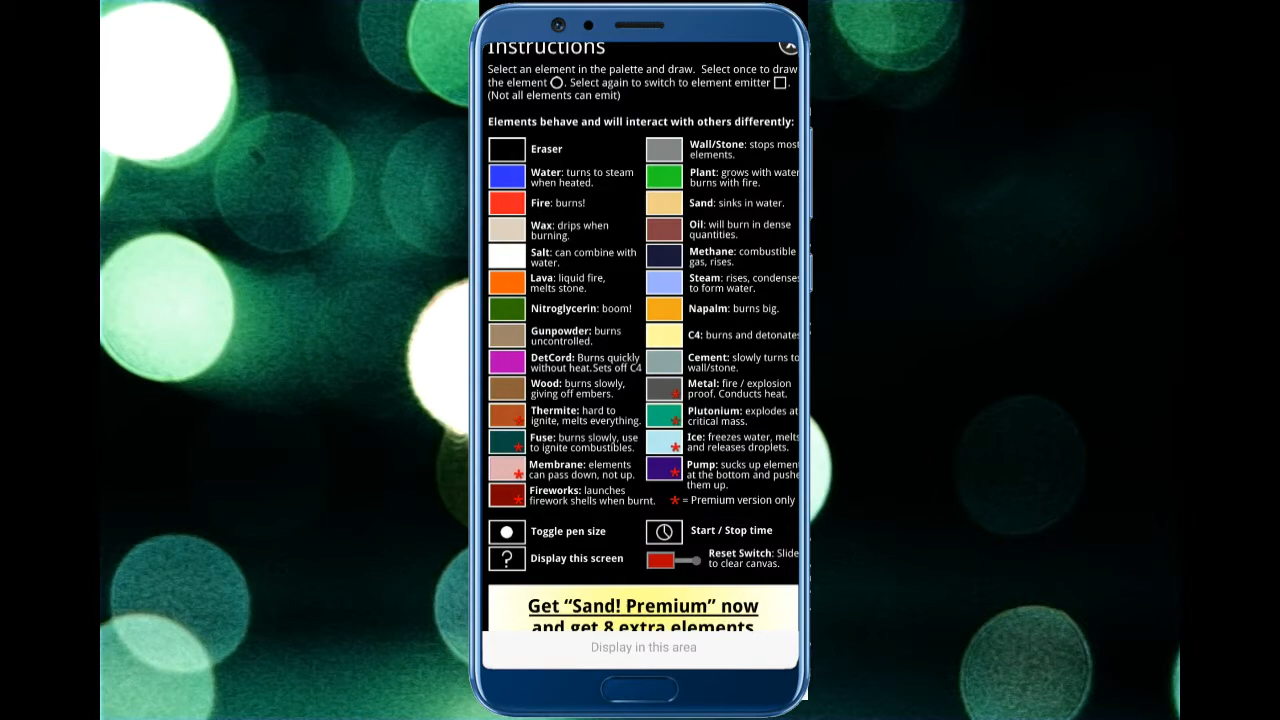 Instructions
Select an element in the palette and draw. Select once to draw
the element . Select again to switch to element emitter .
(Not all elements can emit)
Elements behave and will interact with others differently:
Eraser
Wall/Stone: stops most
elements.
Water: turns to steam
when heated.
Plant: grows with water
burns with fire.
Fire: burns!
Sand: sinks in water.
Wax: drips when
burning.
Oil: will burn in dense
quantities.
Salt: can combine with
water.
Methane: combustible
gas, rises.
Lava: liquid fire,
melts stone.
Steam: rises, condenses
to form water.
Nitroglycerin: boom!
Napalm: burns big.
Gunpowder: burns
uncontrolled.
C4: burns and detonates
DetCord: Burns quickly
without heat.Sets off C4
Cement: slowly turns to
wall/stone.
Wood: burns slowly,
giving off embers.
Metal: fire / explosion
proof. Conducts heat.
Thermite: hard to
ignite, melts everything.
Plutonium: explodes at
critical mass.
Fuse: burns slowly, use
to ignite combustibles.
Ice: freezes water, melts
and releases droplets.
Membrane: elements
can pass down, not up.
Pump: sucks up elemen
at the bottom and pushe
them up.
Fireworks: launches
firework shells when burnt.
* = Premium version only
Toggle pen size
Start / Stop time
? Display this screen
Reset Switch: Slide
to clear canvas.
Get “Sand! Premium” now
and get 8 extra elements
Display in this area